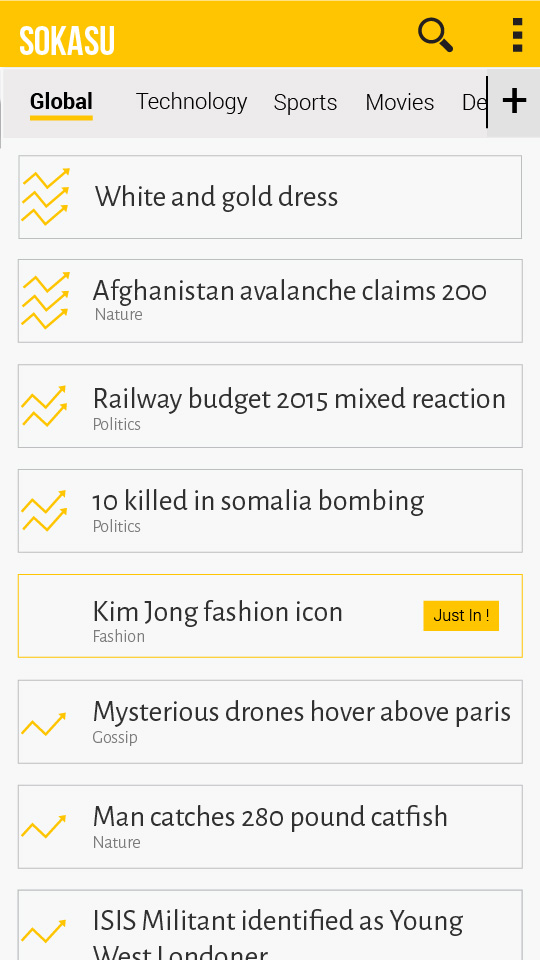 SOKASU
Global Technology Sports Movies De
White and gold dress
Afghanistan avalanche claims 200
Nature
Railway budget 2015 mixed reaction
Politics
10 killed in somalia bombing
Politics
Kim Jong fashion icon
Just In !
Fashion
Mysterious drones hover above paris
Gossip
Man catches 280 pound catfish
Nature
ISIS Militant identified as Young
West Londoner